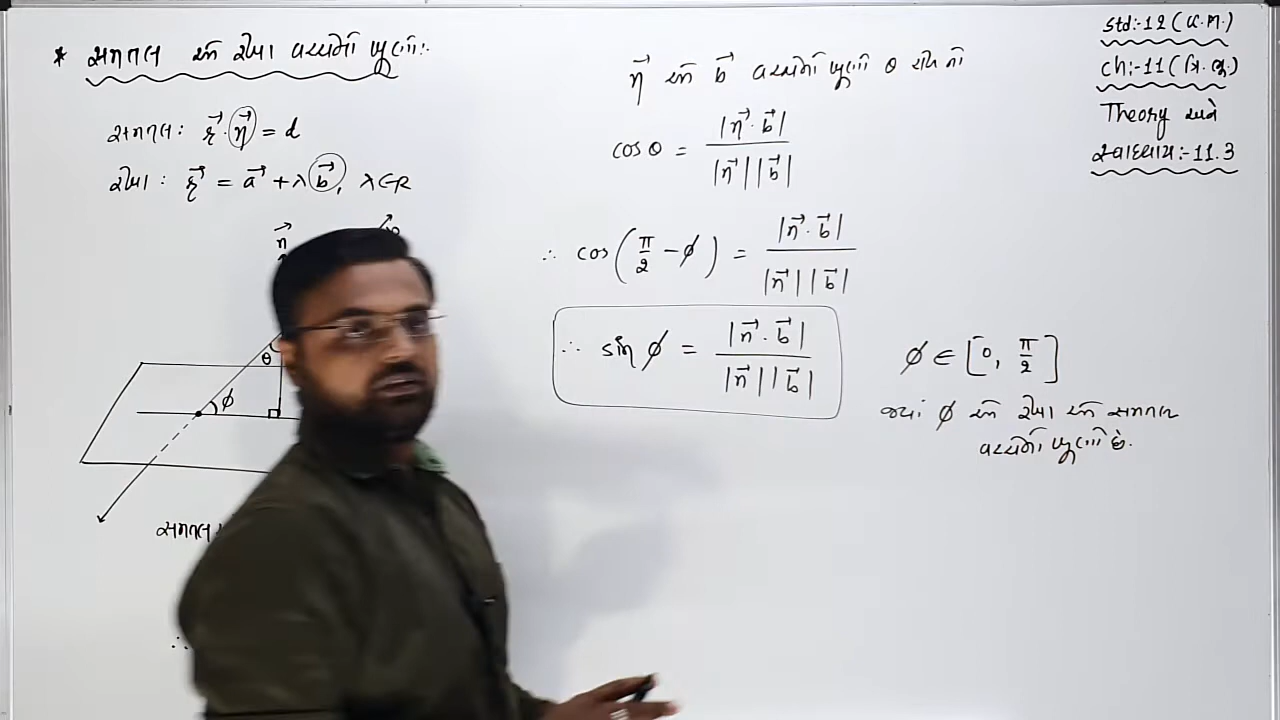 * સમતલ અને રેખા વચ્ચેનો ખૂણો:-
સમતલ: r⃗ · n⃗ = d
રેખા: r⃗ = a⃗ + λ b⃗, λ∈R
n⃗
θ
φ
સમતલ
∴
n⃗ અને b⃗ વચ્ચેનો ખૂણો θ હોય તો
cos θ = |n⃗ · b⃗| / |n⃗| |b⃗|
∴ cos(π/2 − φ) = |n⃗ · b⃗| / |n⃗| |b⃗|
∴ sin φ = |n⃗ · b⃗| / |n⃗| |b⃗|
φ ∈ [0, π/2]
જ્યાં φ એ રેખા અને સમતલ
વચ્ચેનો ખૂણો છે.
Std:-12 (ગ.મ.)
ch:-11 (ત્રિ.ભૂ.)
Theory અને
સ્વાધ્યાય:-11.3